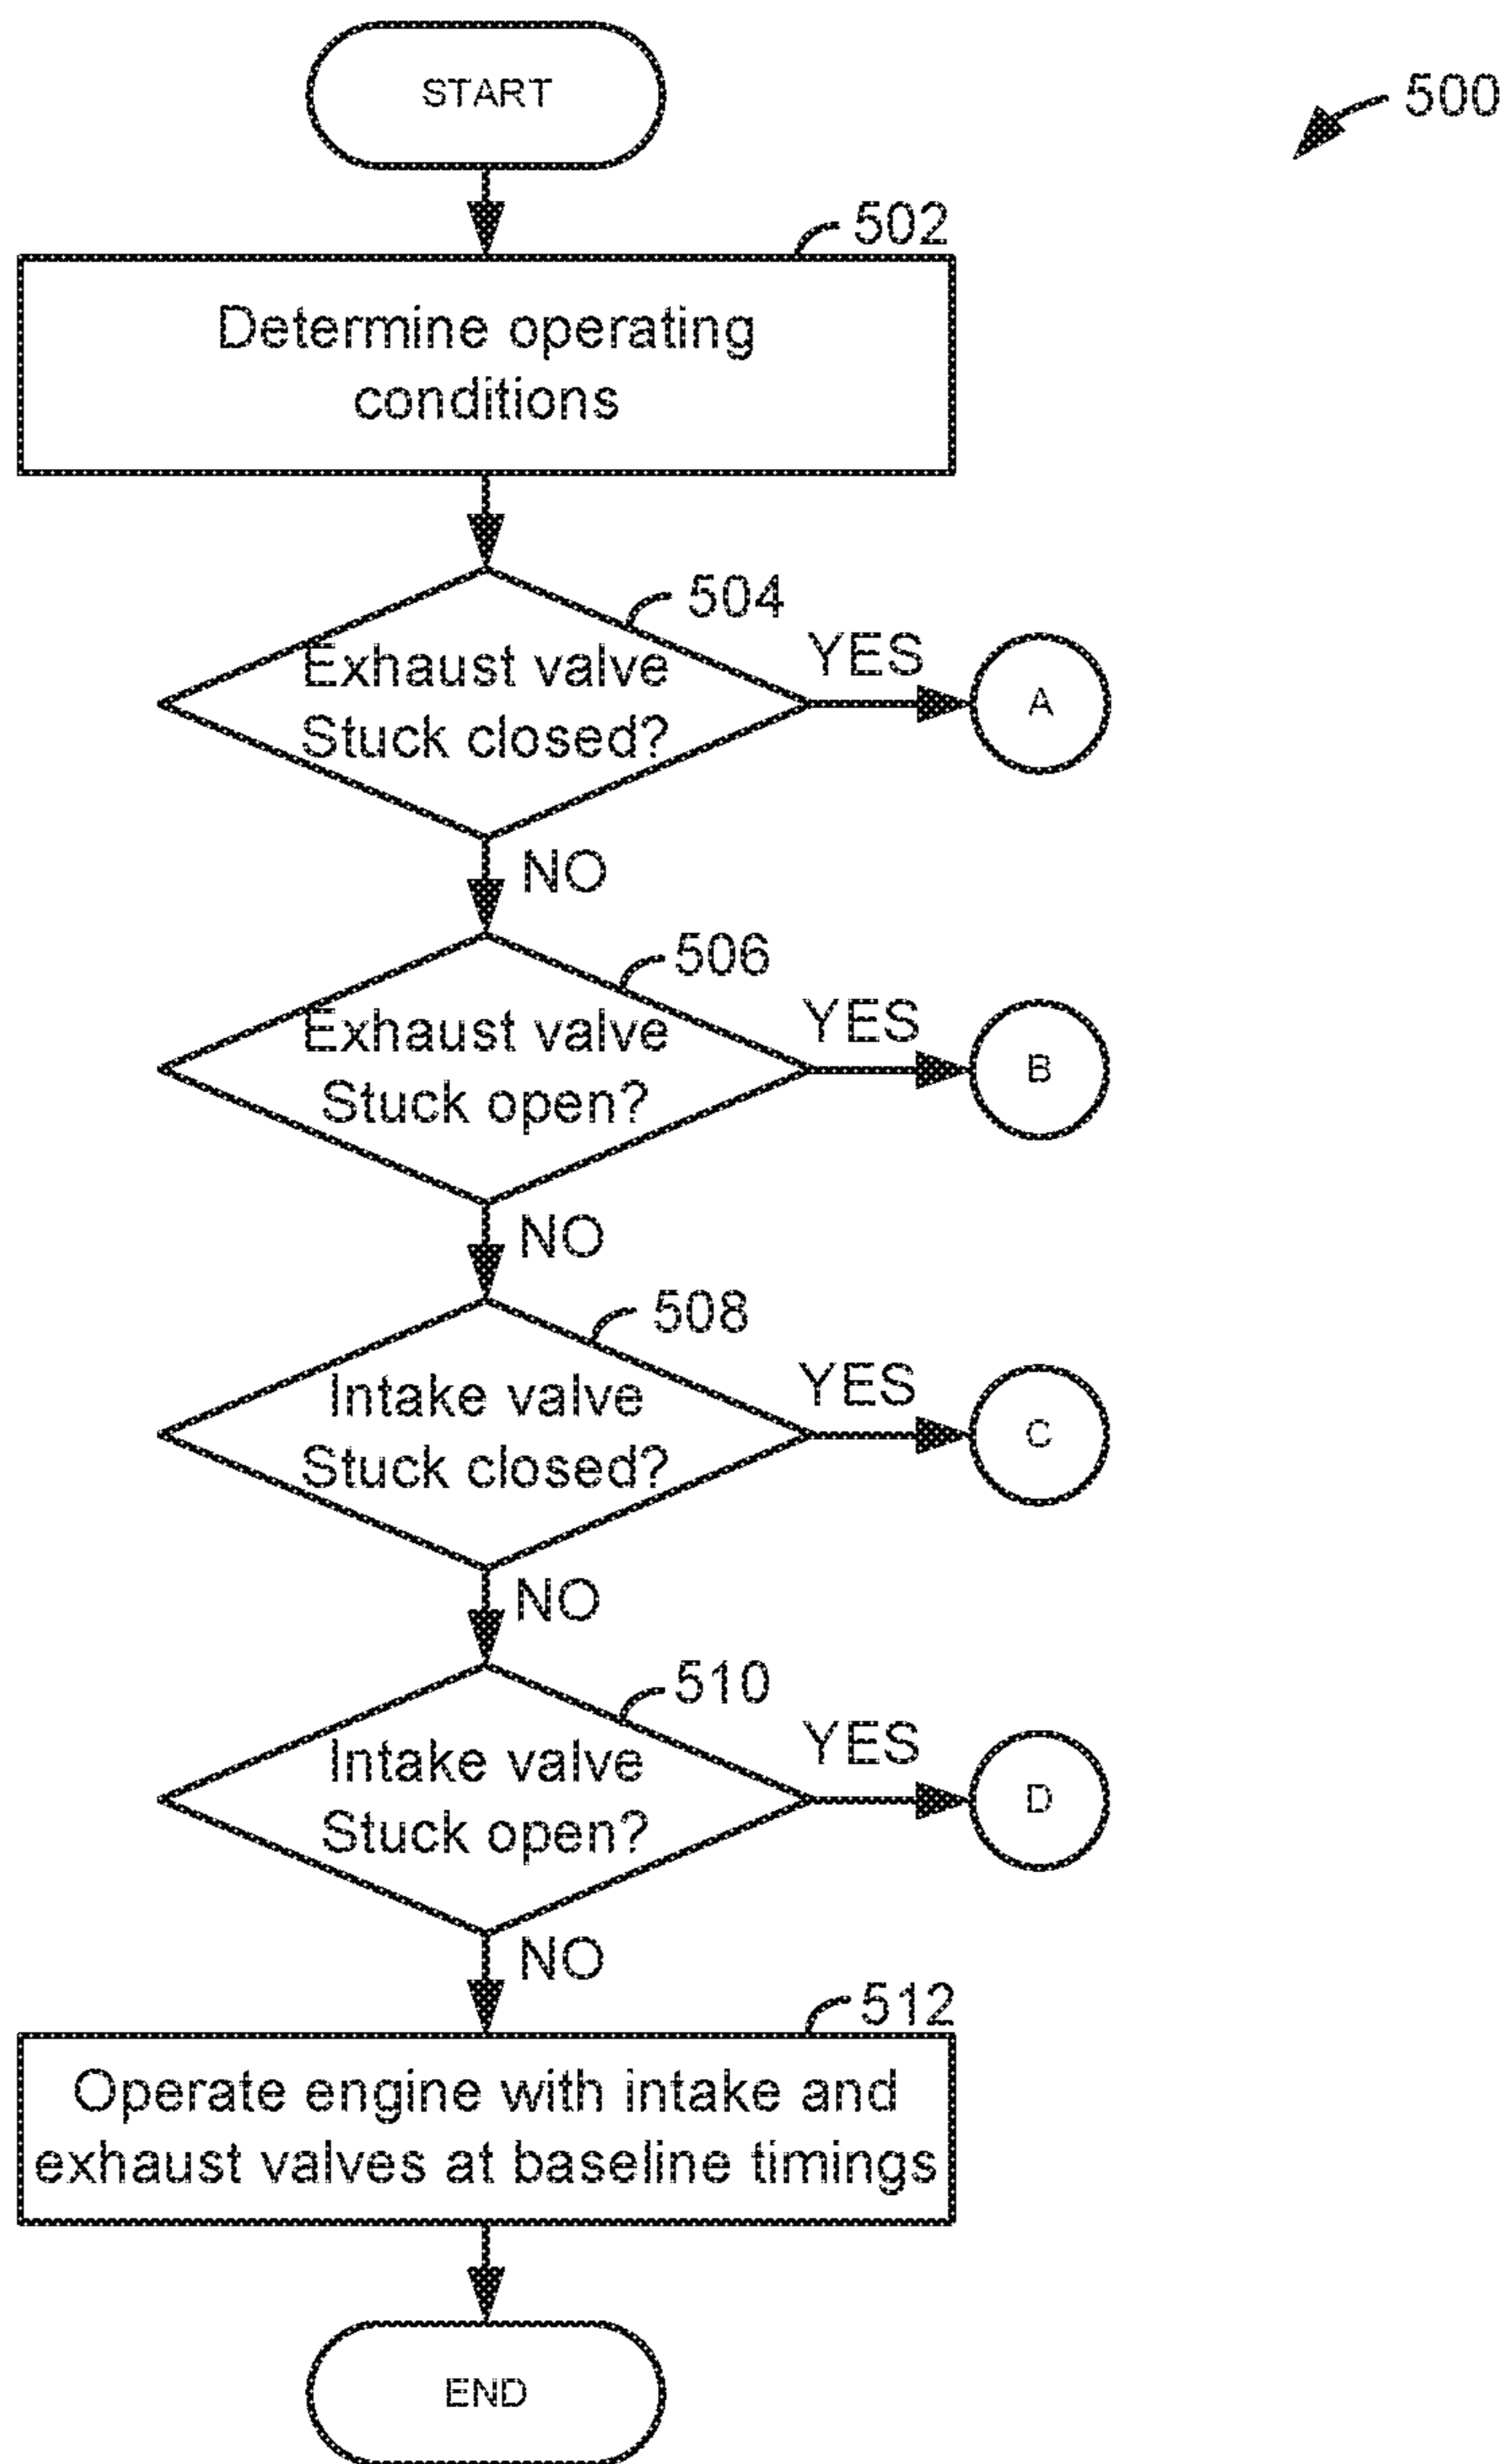 START
500
502
Determine operating
conditions
504
Exhaust valve
Stuck closed?
YES
A
NO
506
Exhaust valve
Stuck open?
YES
B
NO
508
Intake valve
Stuck closed?
YES
C
NO
510
Intake valve
Stuck open?
YES
D
NO
512
Operate engine with intake and
exhaust valves at baseline timings
END